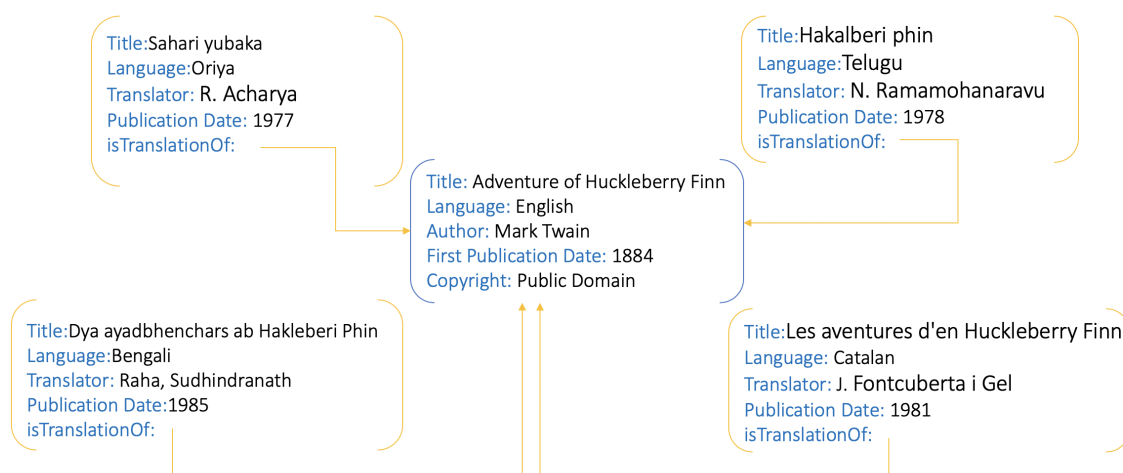 Title:Sahari yubaka
Language:Oriya
Translator: R. Acharya
Publication Date: 1977
isTranslationOf:
Title:Hakalberi phin
Language:Telugu
Translator: N. Ramamohanaravu
Publication Date: 1978
isTranslationOf:
Title: Adventure of Huckleberry Finn
Language: English
Author: Mark Twain
First Publication Date: 1884
Copyright: Public Domain
Title:Dya ayadbhenchars ab Hakleberi Phin
Language:Bengali
Translator: Raha, Sudhindranath
Publication Date:1985
isTranslationOf:
Title:Les aventures d'en Huckleberry Finn
Language: Catalan
Translator: J. Fontcuberta i Gel
Publication Date: 1981
isTranslationOf: